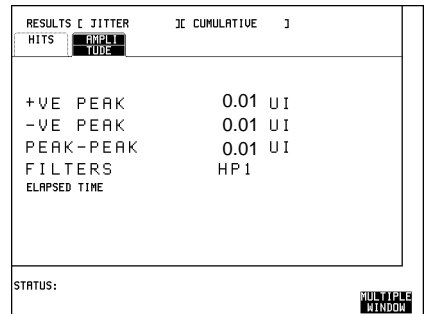 RESULTS [ JITTER ][ CUMULATIVE ]
HITS AMPLI
TUDE
+VE PEAK 0.01 UI
-VE PEAK 0.01 UI
PEAK-PEAK 0.01 UI
FILTERS HP1
ELAPSED TIME
STATUS:
MULTIPLE
WINDOW